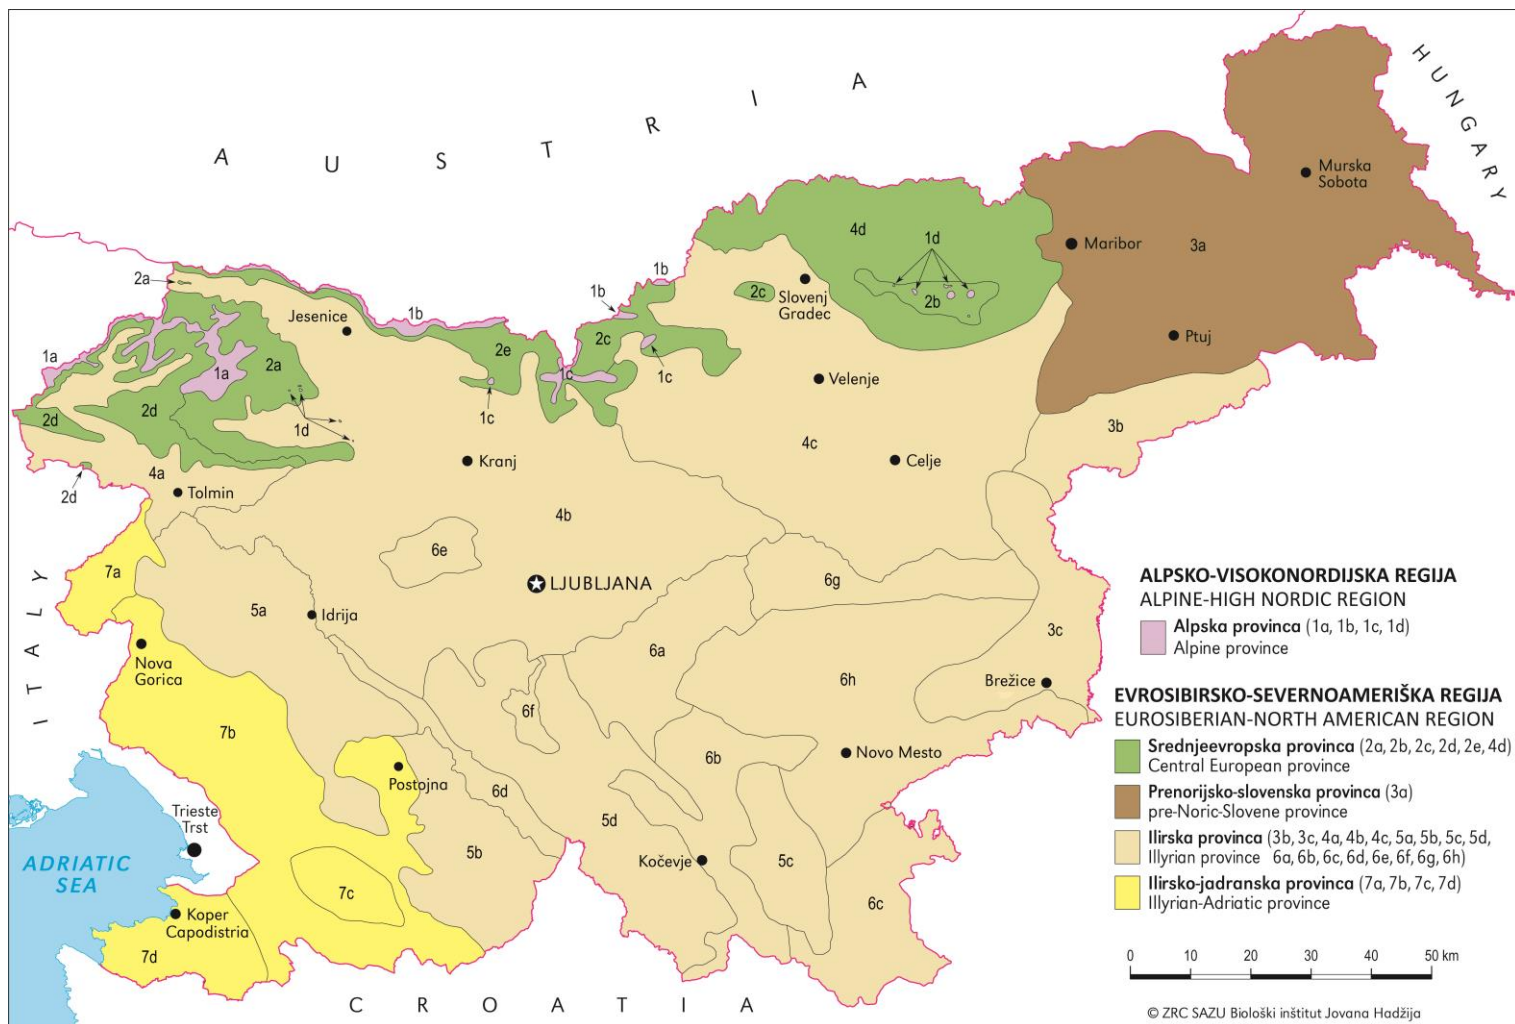 A U S T R I A
HUNGARY
Murska
Sobota
4d
3a
1d
Maribor
1b
2a
2c
2b
Slovenj
Gradec
1b
1b
Jesenice
2c
2e
Ptuj
1a
2a
1a
1c
1c
Velenje
2d
2d
1c
1d
3b
4c
Kranj
Celje
4a
2d
Tolmin
4b
6e
LJUBLJANA
7a
6g
ITALY
5a
Idrija
3c
6a
Nova
Gorica
6h
Brežice
6f
7b
6b
Novo Mesto
Postojna
6d
Trieste
Trst
5d
ADRIATIC
SEA
5b
Kočevje
5c
7c
6c
Koper
Capodistria
7d
C R O A T I A
ALPSKO-VISOKONORDIJSKA REGIJA
ALPINE-HIGH NORDIC REGION
Alpska provinca (1a, 1b, 1c, 1d)
Alpine province
EVROSIBIRSKO-SEVERNOAMERIŠKA REGIJA
EUROSIBERIAN-NORTH AMERICAN REGION
Srednjeevropska provinca (2a, 2b, 2c, 2d, 2e, 4d)
Central European province
Prenorijsko-slovenska provinca (3a)
pre-Noric-Slovene province
Ilirska provinca (3b, 3c, 4a, 4b, 4c, 5a, 5b, 5c, 5d,
Illyrian province 6a, 6b, 6c, 6d, 6e, 6f, 6g, 6h)
Ilirsko-jadranska provinca (7a, 7b, 7c, 7d)
Illyrian-Adriatic province
0 10 20 30 40 50 km
© ZRC SAZU Biološki inštitut Jovana Hadžija